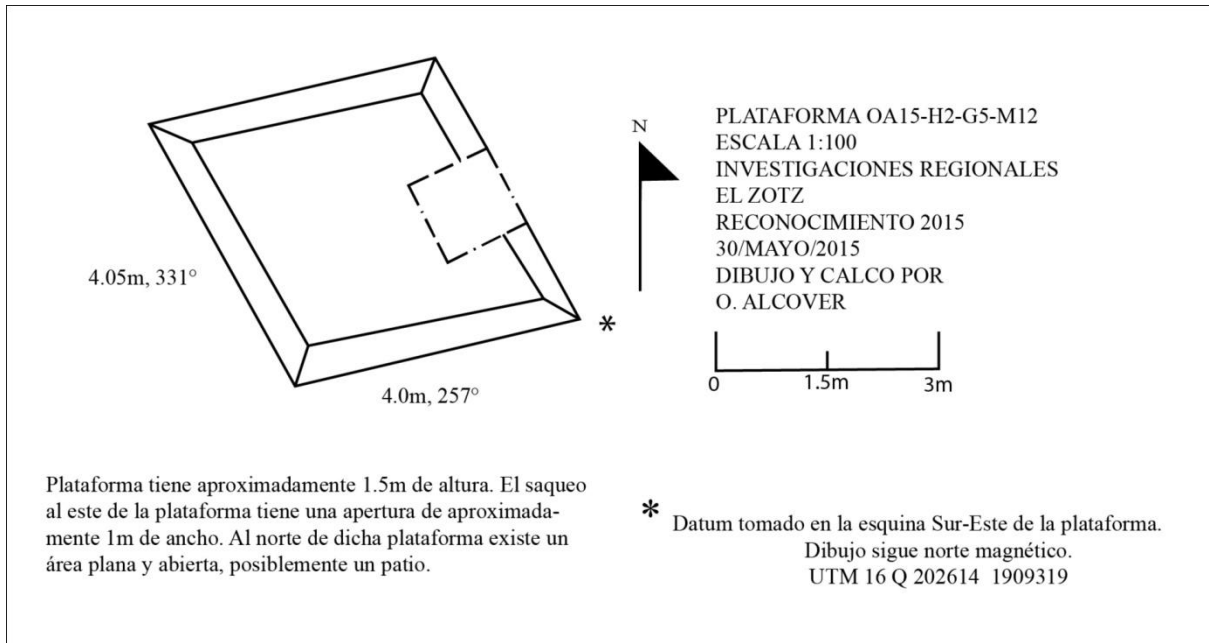 N
PLATAFORMA OA15-H2-G5-M12
ESCALA 1:100
INVESTIGACIONES REGIONALES
EL ZOTZ
RECONOCIMIENTO 2015
30/MAYO/2015
DIBUJO Y CALCO POR
O. ALCOVER
4.05m, 331°
*
4.0m, 257°
0 1.5m 3m
Plataforma tiene aproximadamente 1.5m de altura. El saqueo
al este de la plataforma tiene una apertura de aproximada-
mente 1m de ancho. Al norte de dicha plataforma existe un
área plana y abierta, posiblemente un patio.
* Datum tomado en la esquina Sur-Este de la plataforma.
Dibujo sigue norte magnético.
UTM 16 Q 202614 1909319